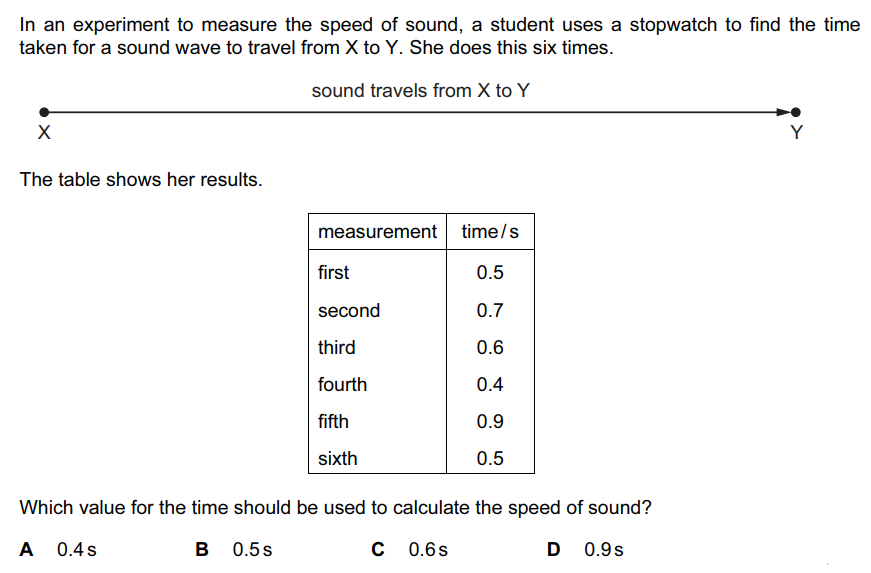 In an experiment to measure the speed of sound, a student uses a stopwatch to find the time
taken for a sound wave to travel from X to Y. She does this six times.
sound travels from X to Y
X Y
The table shows her results.
measurement time/s
first 0.5
second 0.7
third 0.6
fourth 0.4
fifth 0.9
sixth 0.5
Which value for the time should be used to calculate the speed of sound?
A 0.4s B 0.5s C 0.6s D 0.9s